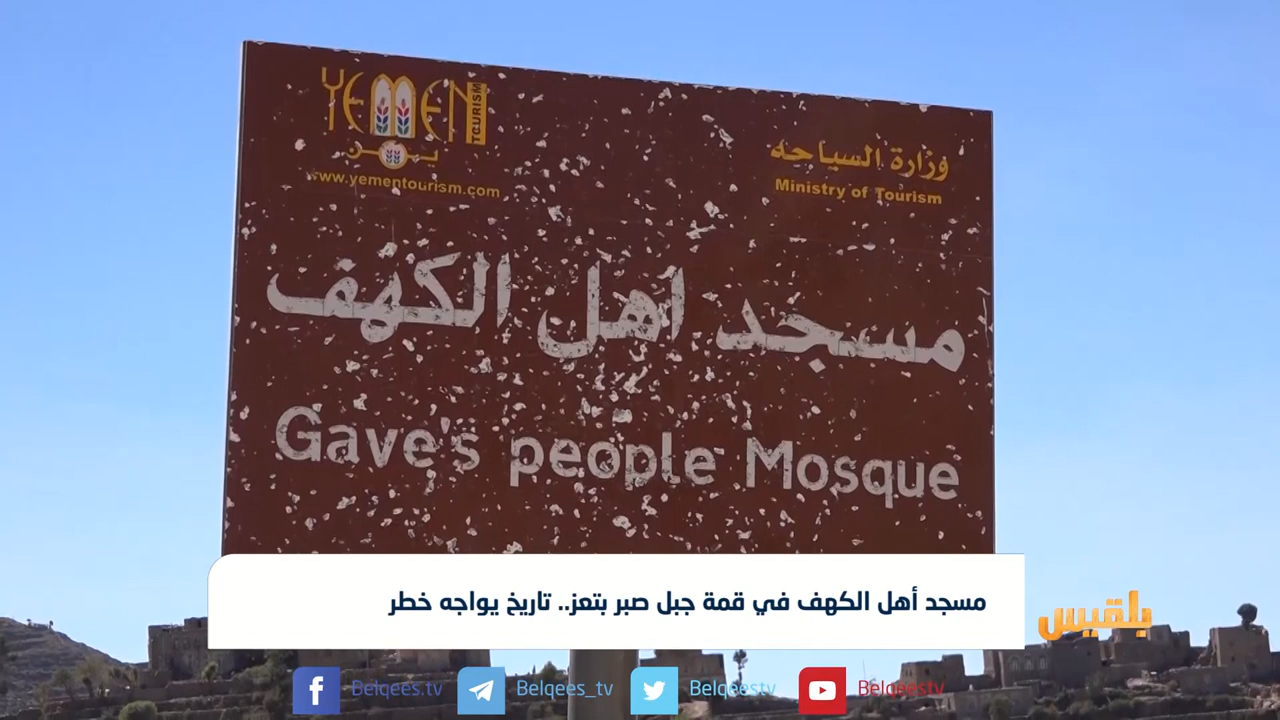 YEMEN
TOURISM
يمن
www.yementourism.com
وزارة السياحه
Ministry of Tourism
مسجد اهل الكهف
Gave's people Mosque
مسجد أهل الكهف في قمة جبل صبر بتعز.. تاريخ يواجه خطر
بلقيس
Belqees.tv
Belqees_tv
Belqeestv
Belqeestv